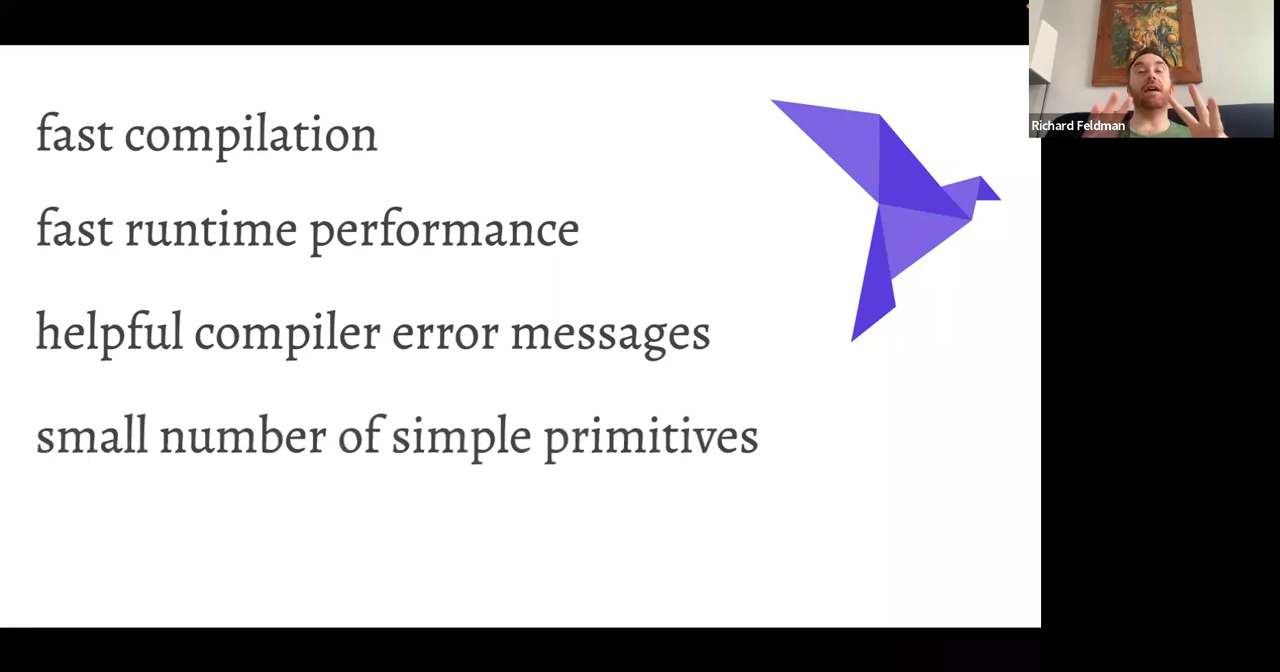 fast compilation
fast runtime performance
helpful compiler error messages
small number of simple primitives
Richard Feldman